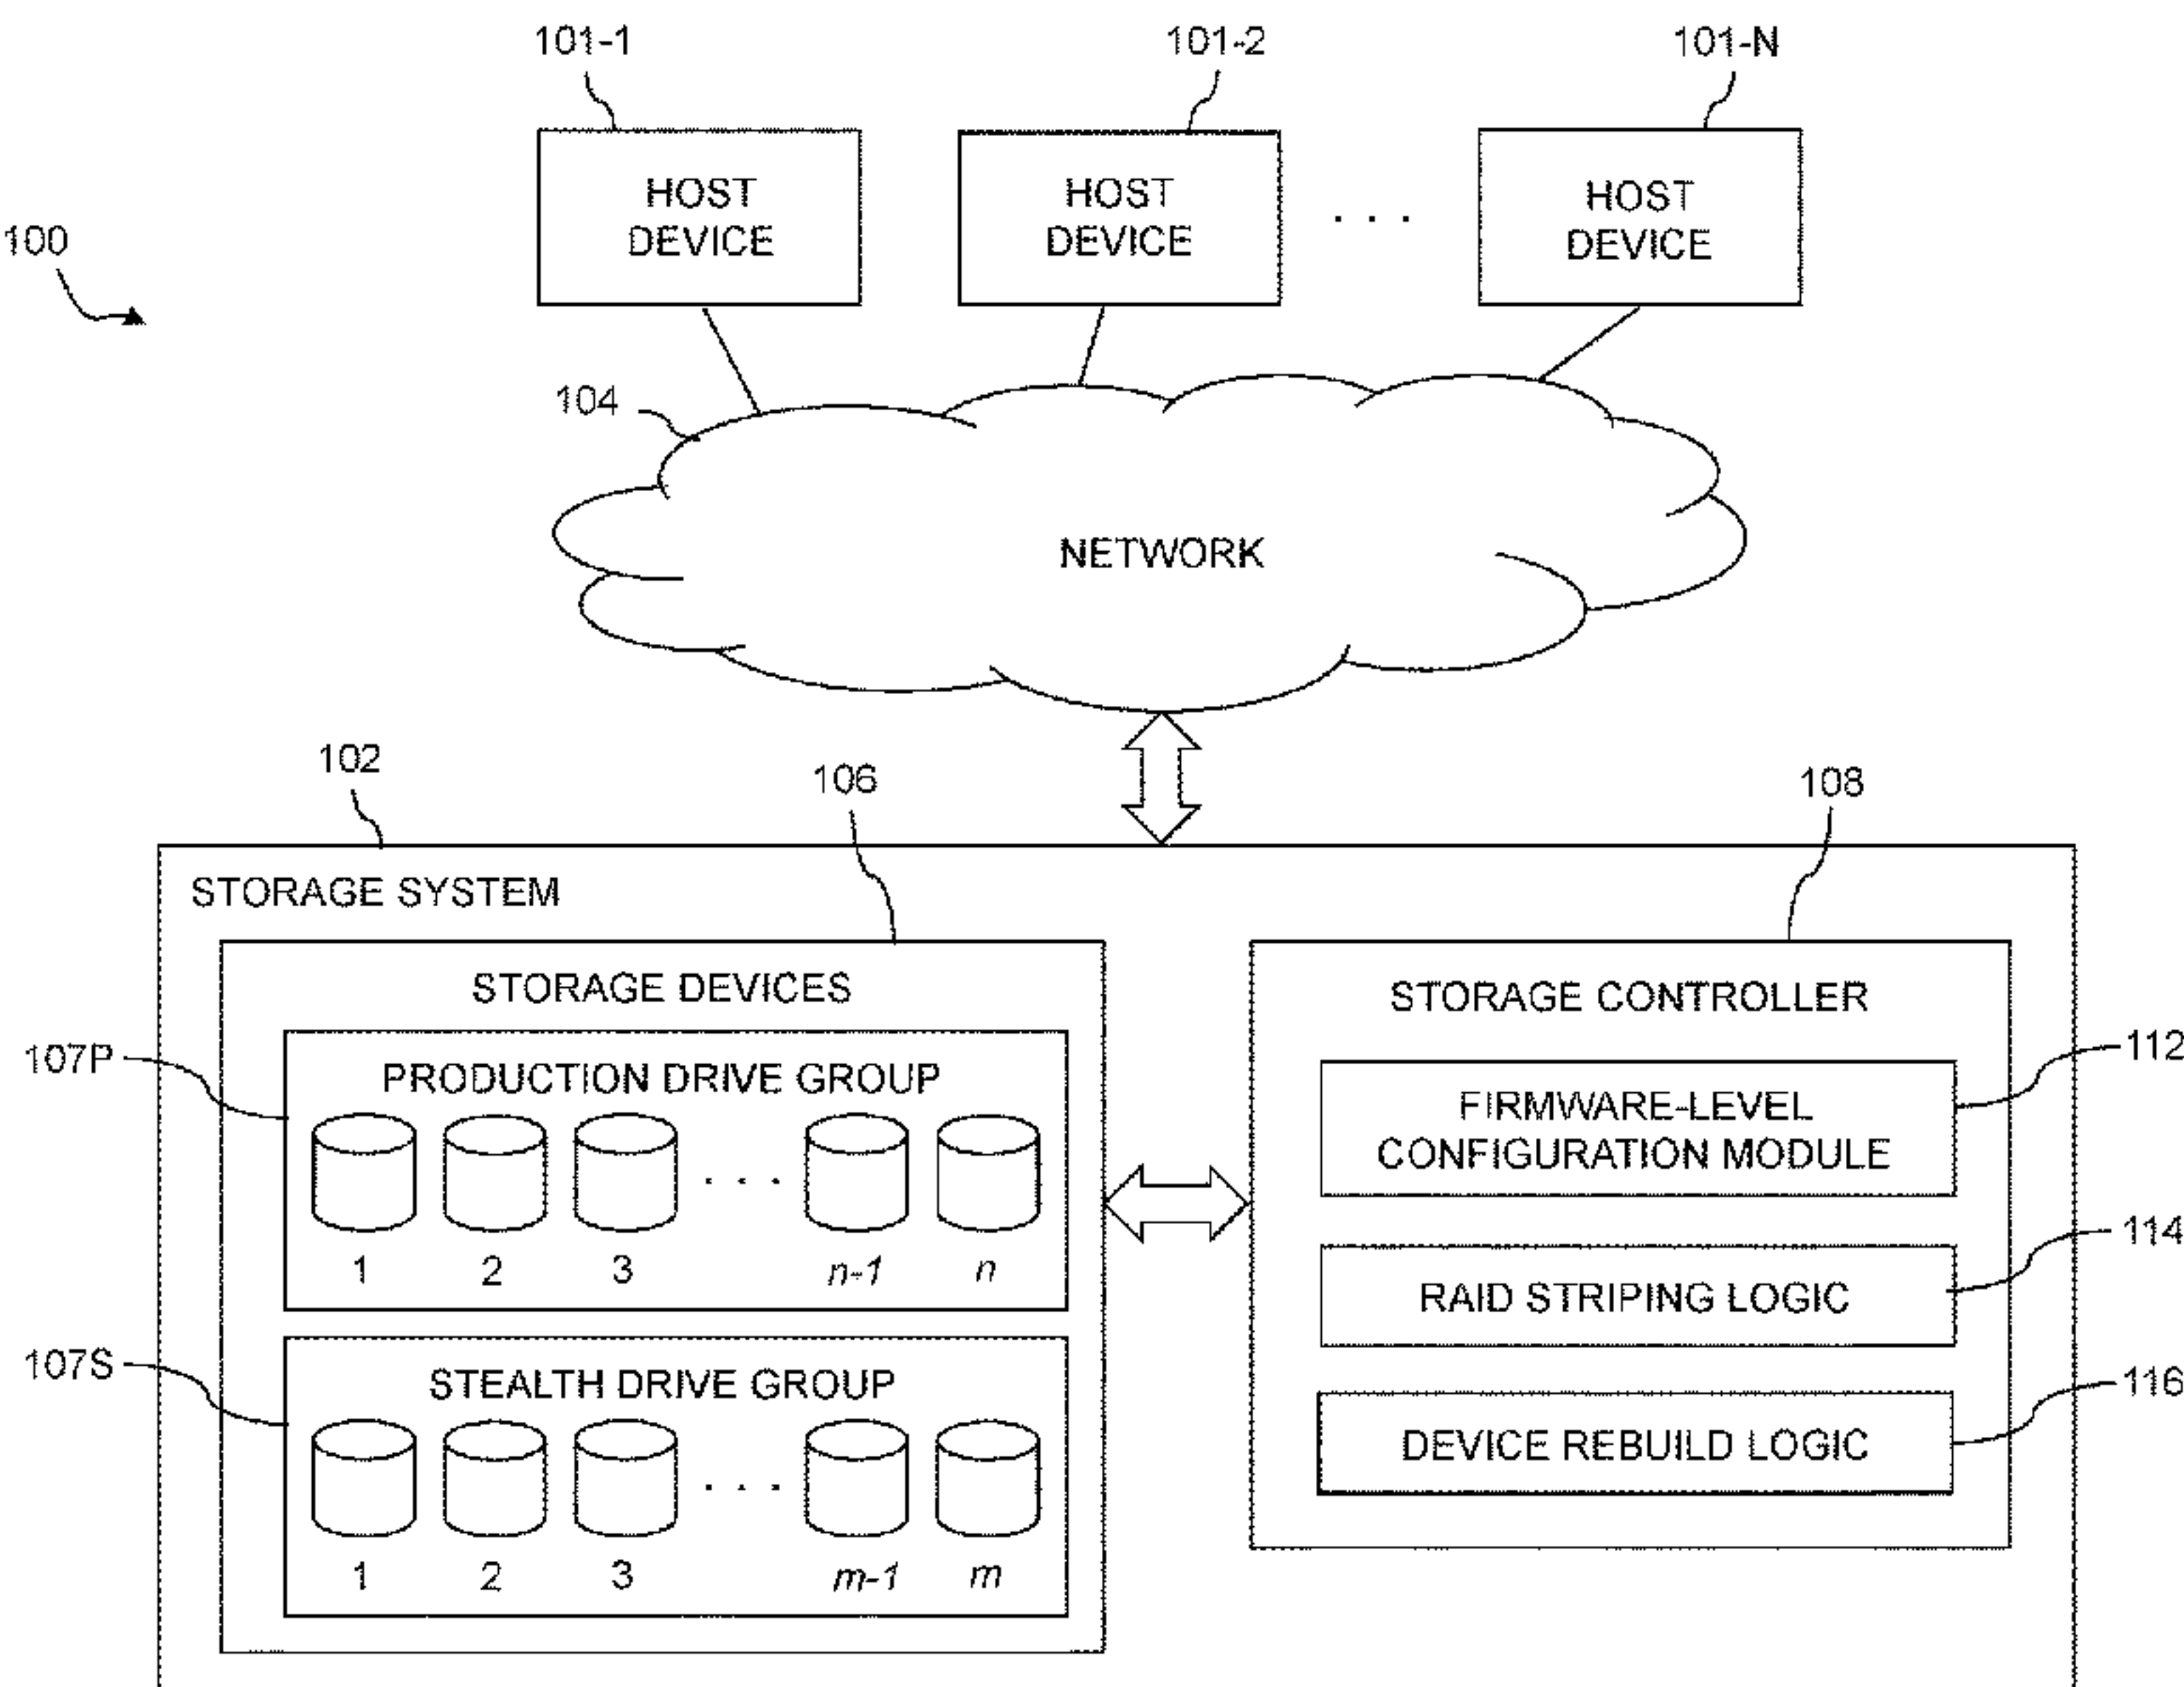 101-1
101-2
101-N
HOST
DEVICE
HOST
DEVICE
. . .
HOST
DEVICE
100
104
NETWORK
102
106
108
STORAGE SYSTEM
STORAGE DEVICES
107P
PRODUCTION DRIVE GROUP
. . .
1 2 3 n-1 n
107S
STEALTH DRIVE GROUP
. . .
1 2 3 m-1 m
STORAGE CONTROLLER
112
FIRMWARE-LEVEL
CONFIGURATION MODULE
114
RAID STRIPING LOGIC
116
DEVICE REBUILD LOGIC